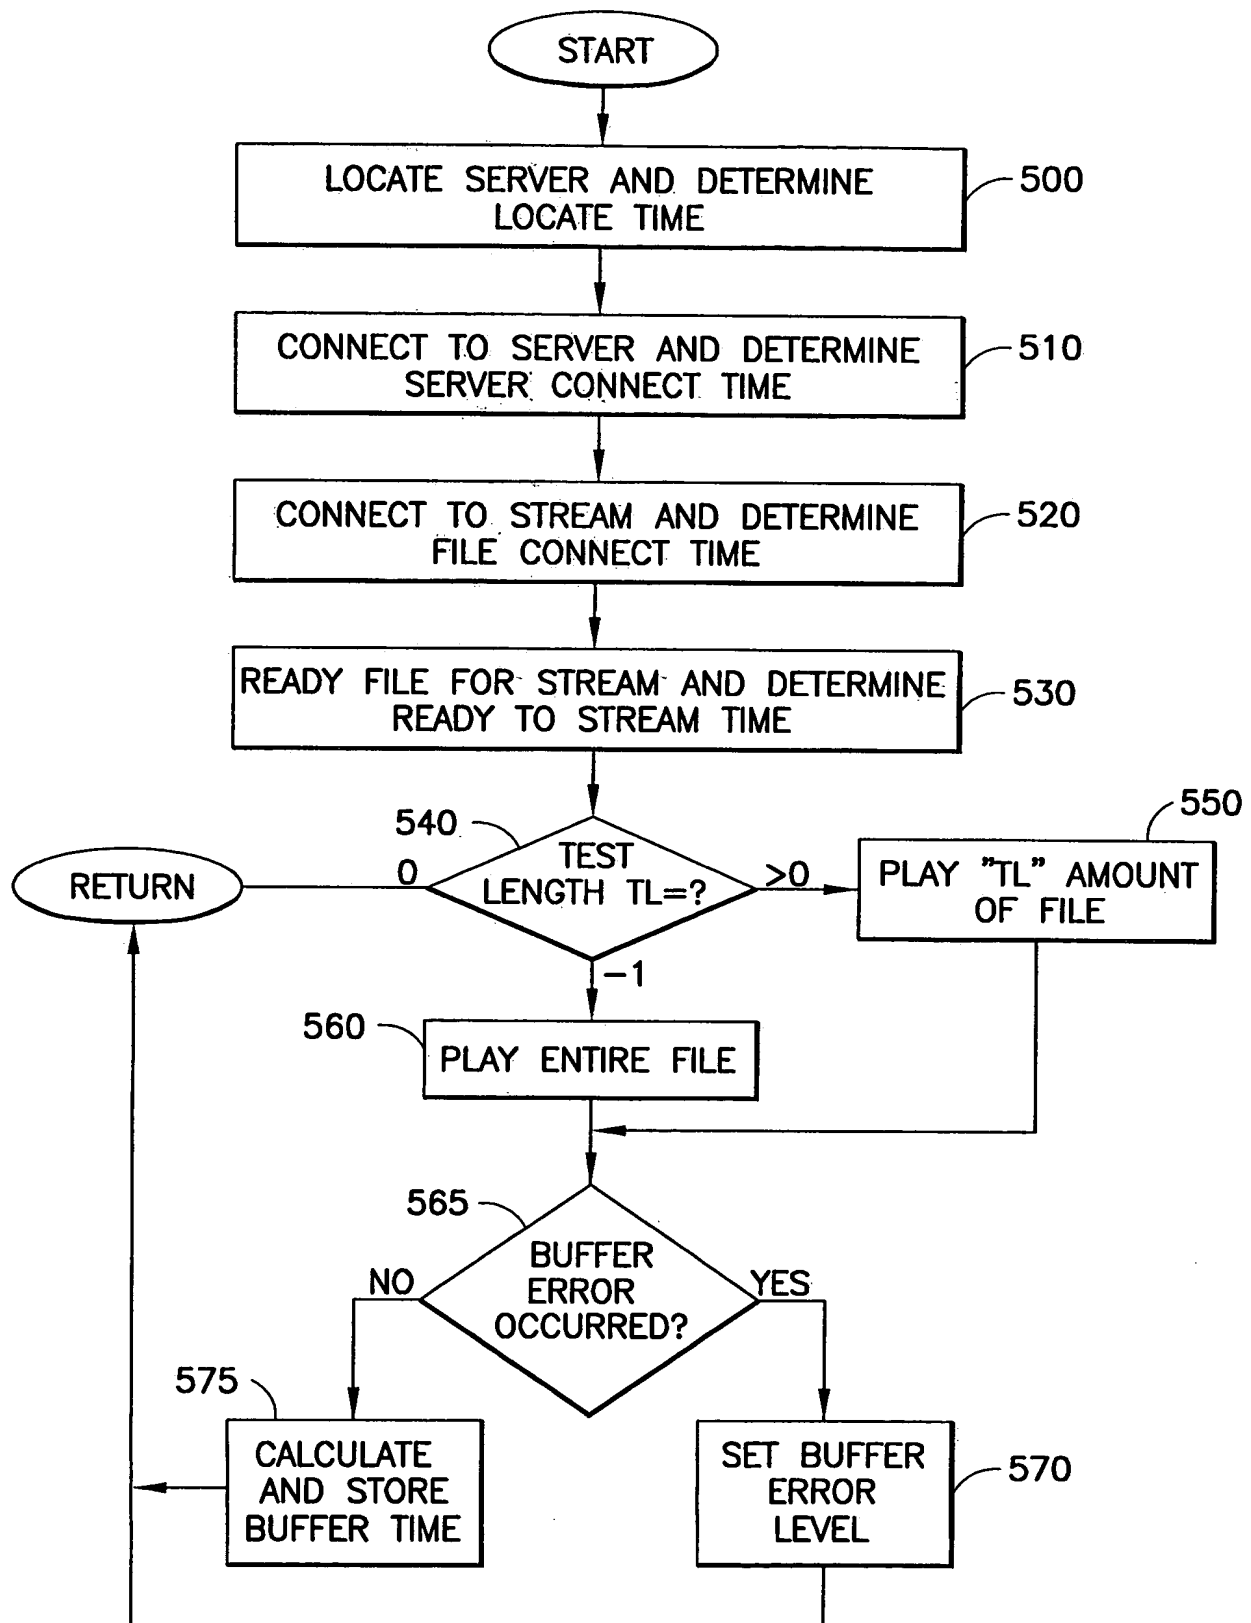 START
LOCATE SERVER AND DETERMINE
LOCATE TIME
500
CONNECT TO SERVER AND DETERMINE
SERVER CONNECT TIME
510
CONNECT TO STREAM AND DETERMINE
FILE CONNECT TIME
520
READY FILE FOR STREAM AND DETERMINE
READY TO STREAM TIME
530
540
TEST
LENGTH TL=?
0
>0
-1
RETURN
550
PLAY "TL" AMOUNT
OF FILE
560
PLAY ENTIRE FILE
565
BUFFER
ERROR
OCCURRED?
NO
YES
575
CALCULATE
AND STORE
BUFFER TIME
SET BUFFER
ERROR
LEVEL
570